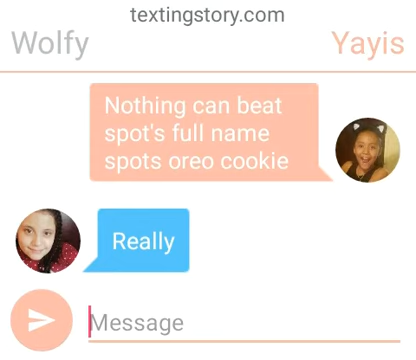 textingstory.com
Wolfy
Yayis
Nothing can beat
spot's full name
spots oreo cookie
Really
Message